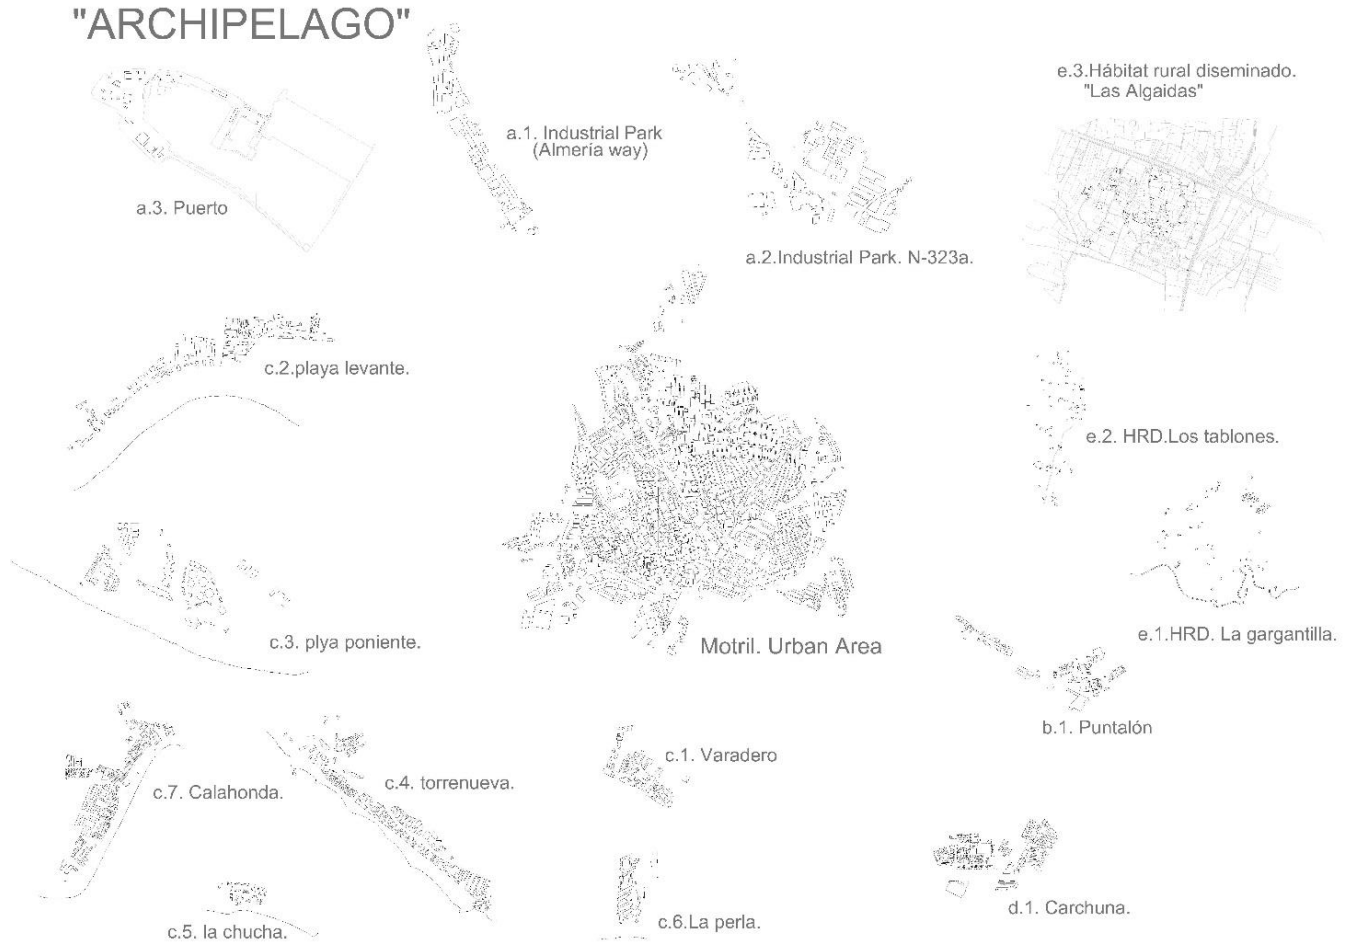 "ARCHIPELAGO"
e.3.Hábitat rural diseminado.
"Las Algaidas"
a.1. Industrial Park
(Almería way)
a.3. Puerto
a.2.Industrial Park. N-323a.
c.2.playa levante.
e.2. HRD.Los tablones.
c.3. plya poniente.
Motril. Urban Area
e.1.HRD. La gargantilla.
b.1. Puntalón
c.1. Varadero
c.7. Calahonda.
c.4. torrenueva.
d.1. Carchuna.
c.5. la chucha.
c.6.La perla.